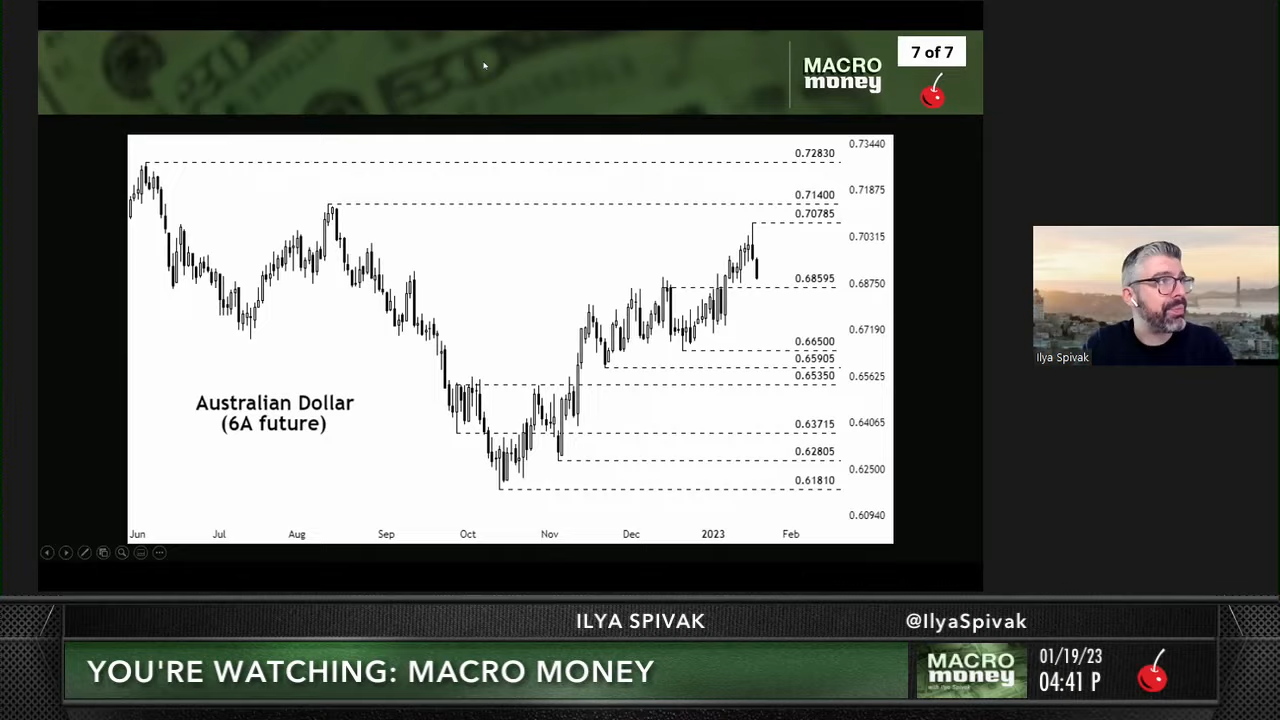 MACRO
money
7 of 7
0.72830
0.71400
0.70785
0.68595
0.66500
0.65905
0.65350
0.63715
0.62805
0.61810
0.73440
0.71875
0.70315
0.68750
0.67190
0.65625
0.64065
0.62500
0.60940
Australian Dollar
(6A future)
Jun Jul Aug Sep Oct Nov Dec 2023 Feb
Ilya Spivak
ILYA SPIVAK @IlyaSpivak
YOU'RE WATCHING: MACRO MONEY
MACRO
money
with Ilya Spivak
01/19/23
04:41 P